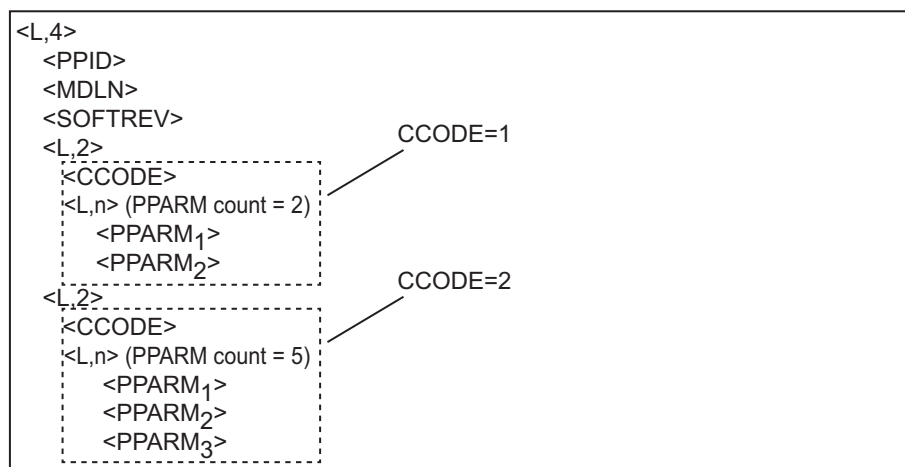 <L,4>
<PPID>
<MDLN>
<SOFTREV>
<L,2>
CCODE=1
<CCODE>
<L,n> (PPARM count = 2)
<PPARM1>
<PPARM2>
CCODE=2
<L,2>
<CCODE>
<L,n> (PPARM count = 5)
<PPARM1>
<PPARM2>
<PPARM3>